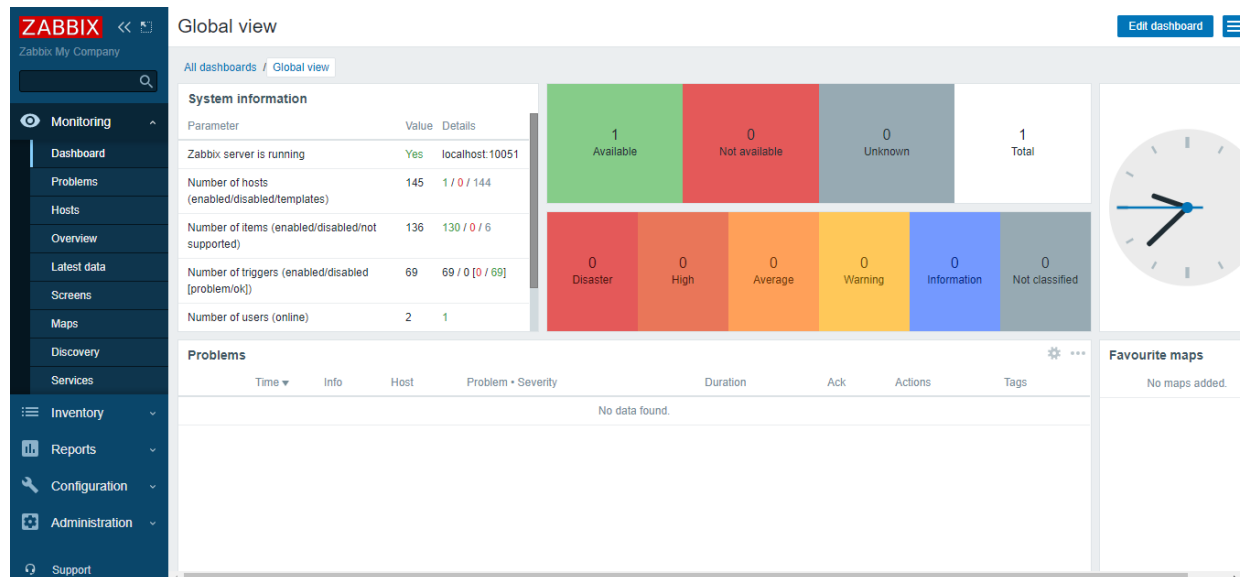 ZABBIX
Zabbix My Company
Monitoring
Dashboard
Problems
Hosts
Overview
Latest data
Screens
Maps
Discovery
Services
Inventory
Reports
Configuration
Administration
Support
Global view
Edit dashboard
All dashboards / Global view
System information
Parameter Value Details
Zabbix server is running Yes localhost:10051
Number of hosts 145 1 / 0 / 144
(enabled/disabled/templates)
Number of items (enabled/disabled/not 136 130 / 0 / 6
supported)
Number of triggers (enabled/disabled 69 69 / 0 [0 / 69]
[problem/ok])
Number of users (online) 2 1
1 0 0 1
Available Not available Unknown Total
0 0 0 0 0 0
Disaster High Average Warning Information Not classified
Problems
Time ▼ Info Host Problem • Severity Duration Ack Actions Tags
No data found.
Favourite maps
No maps added.